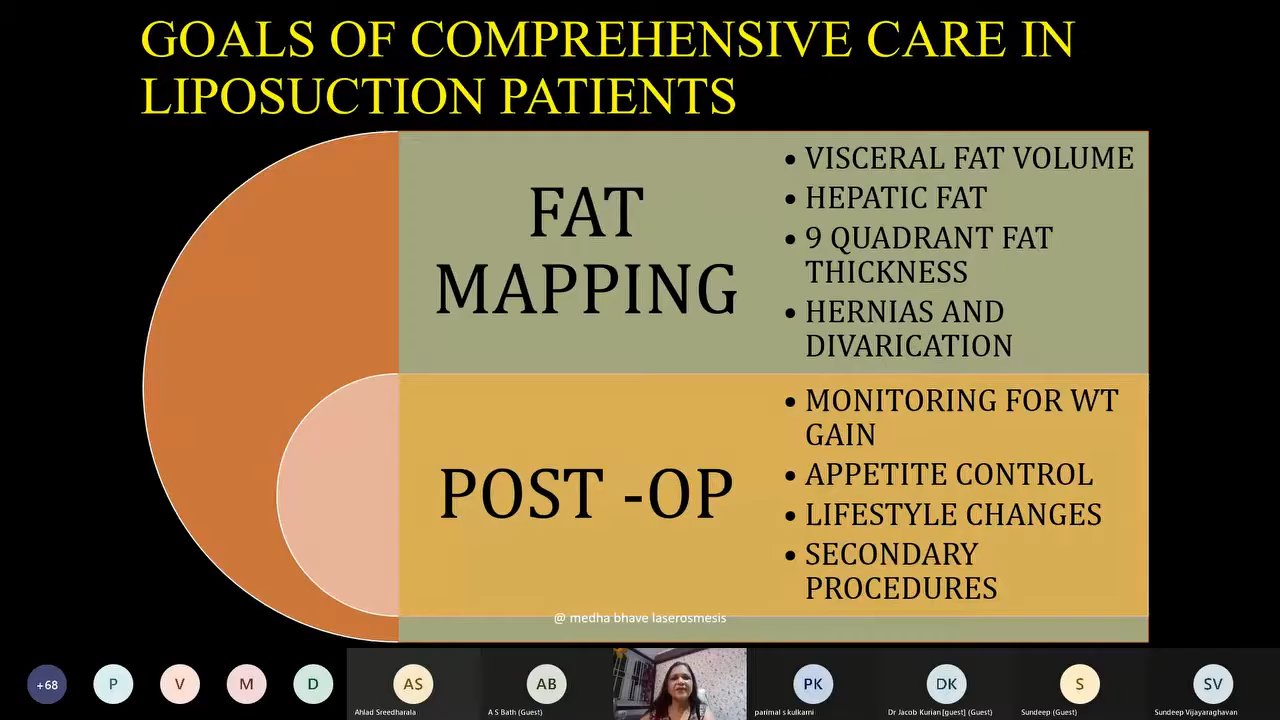 GOALS OF COMPREHENSIVE CARE IN
LIPOSUCTION PATIENTS
FAT
MAPPING
• VISCERAL FAT VOLUME
• HEPATIC FAT
• 9 QUADRANT FAT
THICKNESS
• HERNIAS AND
DIVARICATION
POST -OP
• MONITORING FOR WT
GAIN
• APPETITE CONTROL
• LIFESTYLE CHANGES
• SECONDARY
PROCEDURES
@ medha bhave laserosmesis
+68
P
V
M
D
AS
Ahlad Sreedharala
AB
A S Bath (Guest)
PK
parimal s kulkarni
DK
Dr Jacob Kurian[guest] (Guest)
S
Sundeep (Guest)
SV
Sundeep Vijayaraghavan